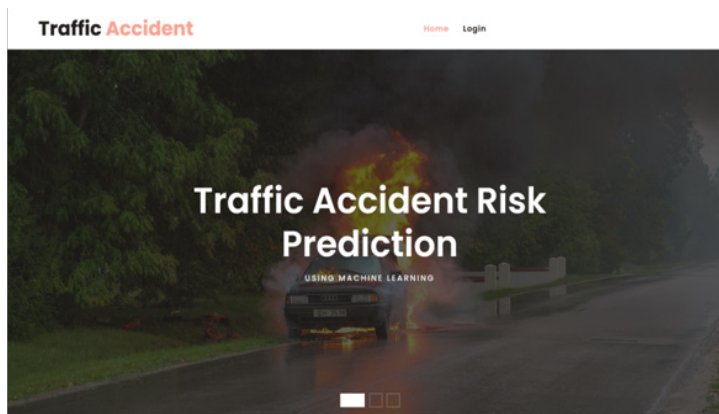 Traffic Accident
Home Login
Traffic Accident Risk
Prediction
USING MACHINE LEARNING